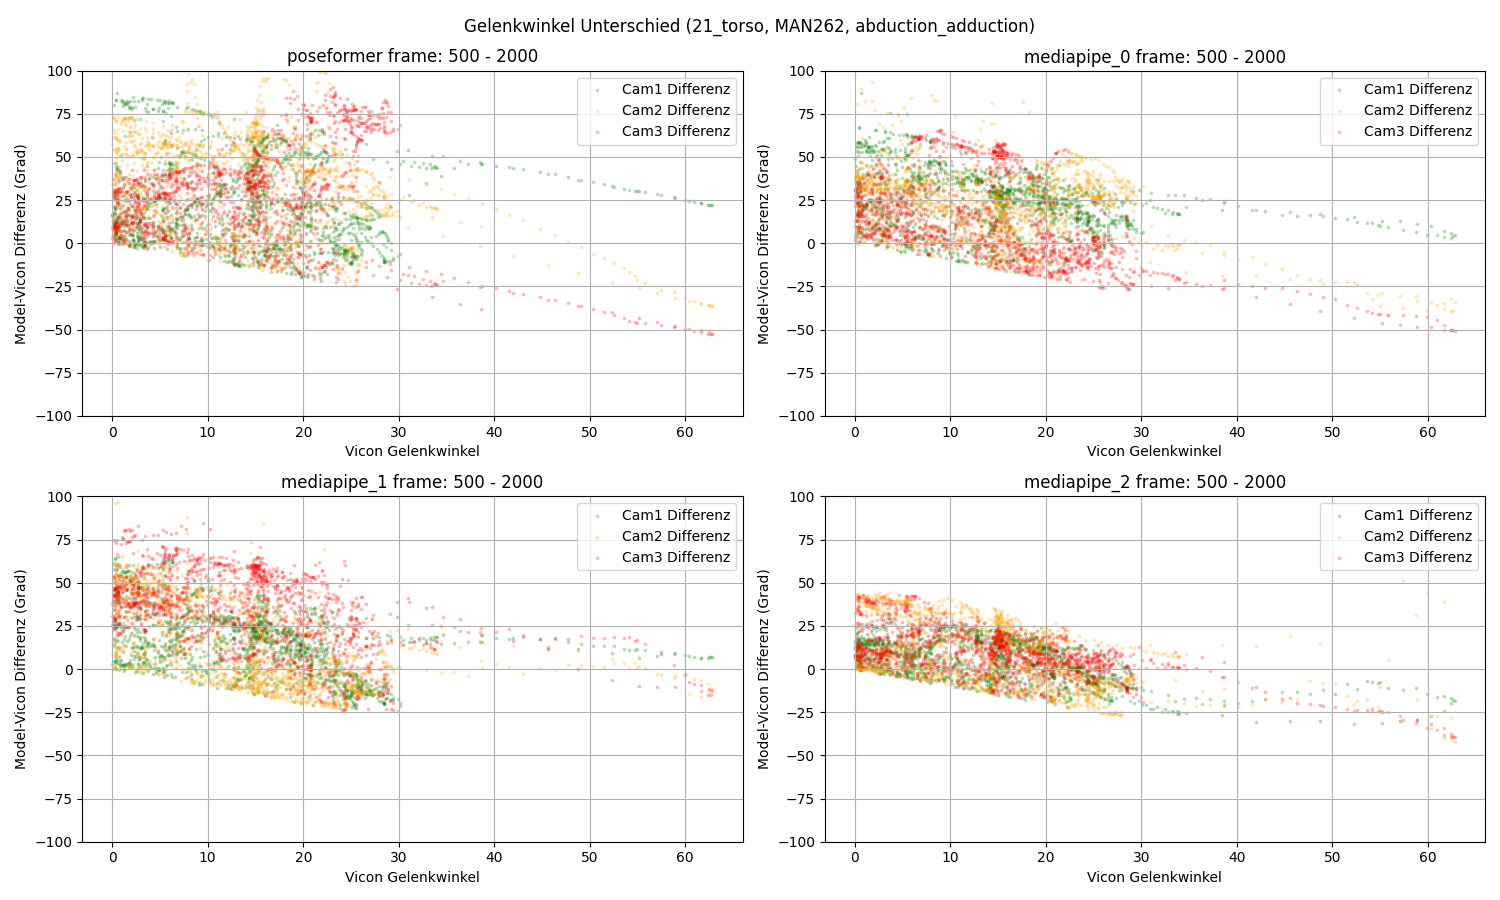 Gelenkwinkel Unterschied (21_torso, MAN262, abduction_adduction)
poseformer frame: 500 - 2000
Model-Vicon Differenz (Grad)
100
75
50
25
0
−25
−50
−75
−100
Cam1 Differenz
Cam2 Differenz
Cam3 Differenz
0 10 20 30 40 50 60
Vicon Gelenkwinkel
mediapipe_0 frame: 500 - 2000
Model-Vicon Differenz (Grad)
100
75
50
25
0
−25
−50
−75
−100
Cam1 Differenz
Cam2 Differenz
Cam3 Differenz
0 10 20 30 40 50 60
Vicon Gelenkwinkel
mediapipe_1 frame: 500 - 2000
Model-Vicon Differenz (Grad)
100
75
50
25
0
−25
−50
−75
−100
Cam1 Differenz
Cam2 Differenz
Cam3 Differenz
0 10 20 30 40 50 60
Vicon Gelenkwinkel
mediapipe_2 frame: 500 - 2000
Model-Vicon Differenz (Grad)
100
75
50
25
0
−25
−50
−75
−100
Cam1 Differenz
Cam2 Differenz
Cam3 Differenz
0 10 20 30 40 50 60
Vicon Gelenkwinkel